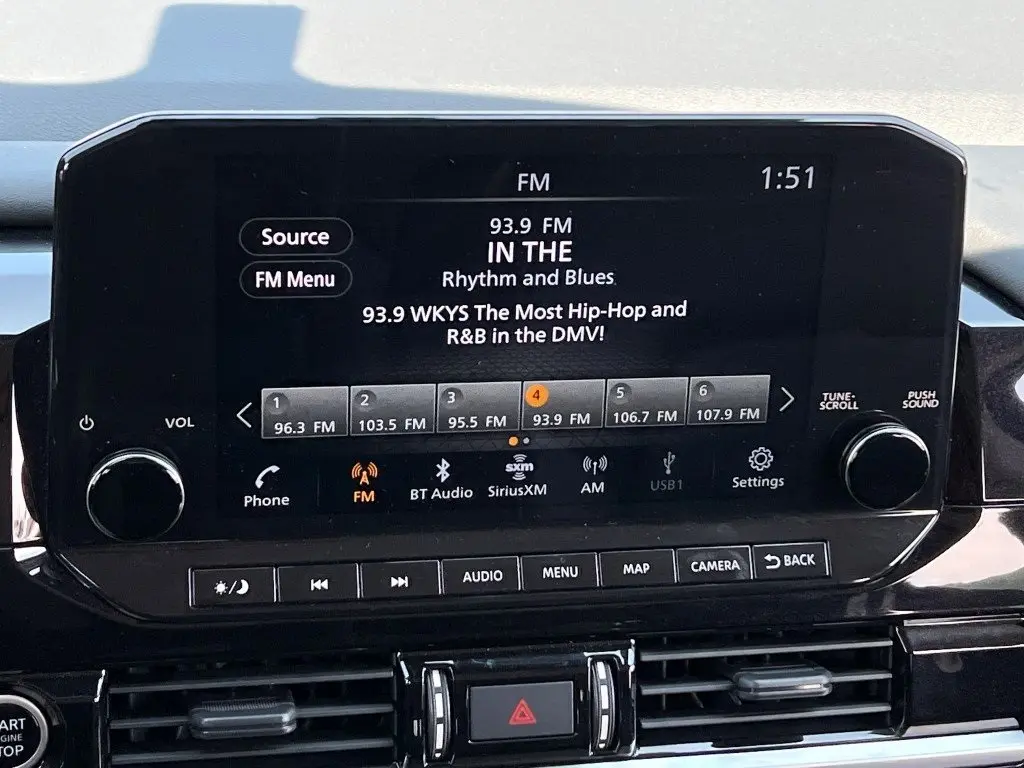 FM
1:51
Source
FM Menu
93.9 FM
IN THE
Rhythm and Blues
93.9 WKYS The Most Hip-Hop and
R&B in the DMV!
1 2 3 4 5 6
96.3 FM 103.5 FM 95.5 FM 93.9 FM 106.7 FM 107.9 FM
VOL
TUNE-
SCROLL
PUSH
SOUND
Phone FM BT Audio sxm SiriusXM AM USB1 Settings
AUDIO MENU MAP CAMERA BACK
ART
GINE
TOP